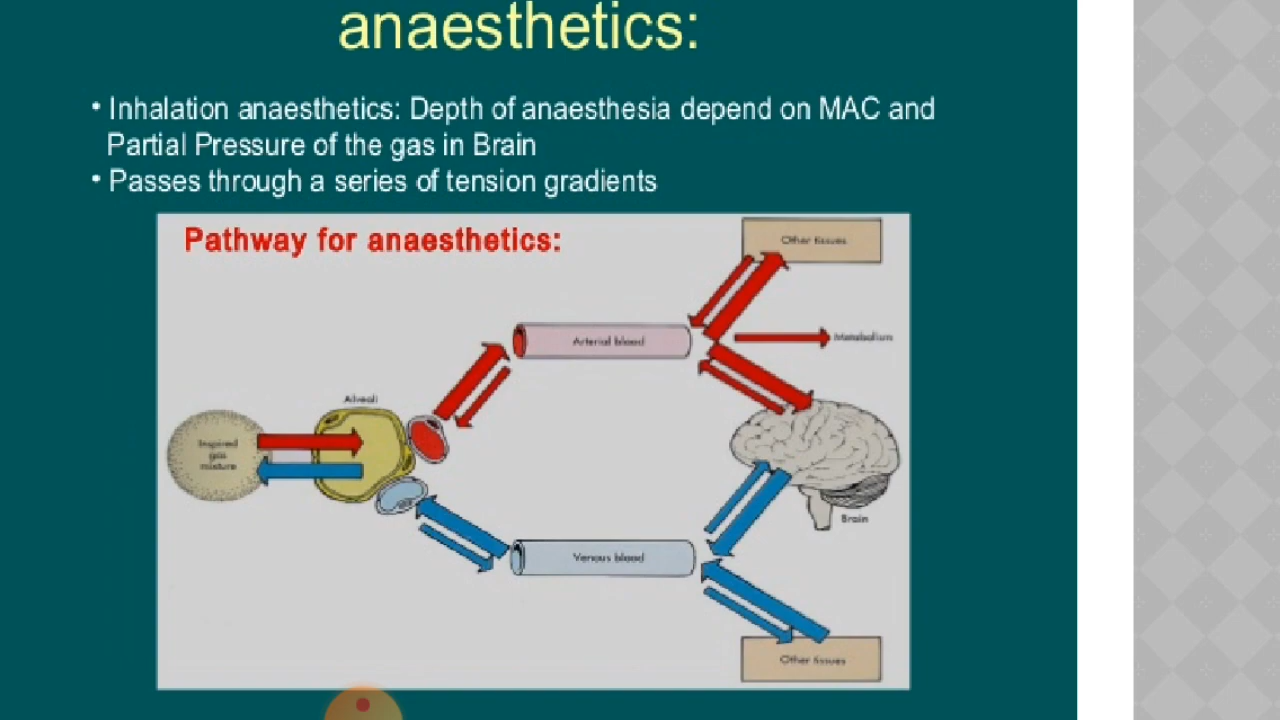 anaesthetics:
• Inhalation anaesthetics: Depth of anaesthesia depend on MAC and
Partial Pressure of the gas in Brain
• Passes through a series of tension gradients
Pathway for anaesthetics:
Other tissues
Arterial blood
Metabolism
Alveoli
Inspired
gas
mixture
Brain
Venous blood
Other tissues